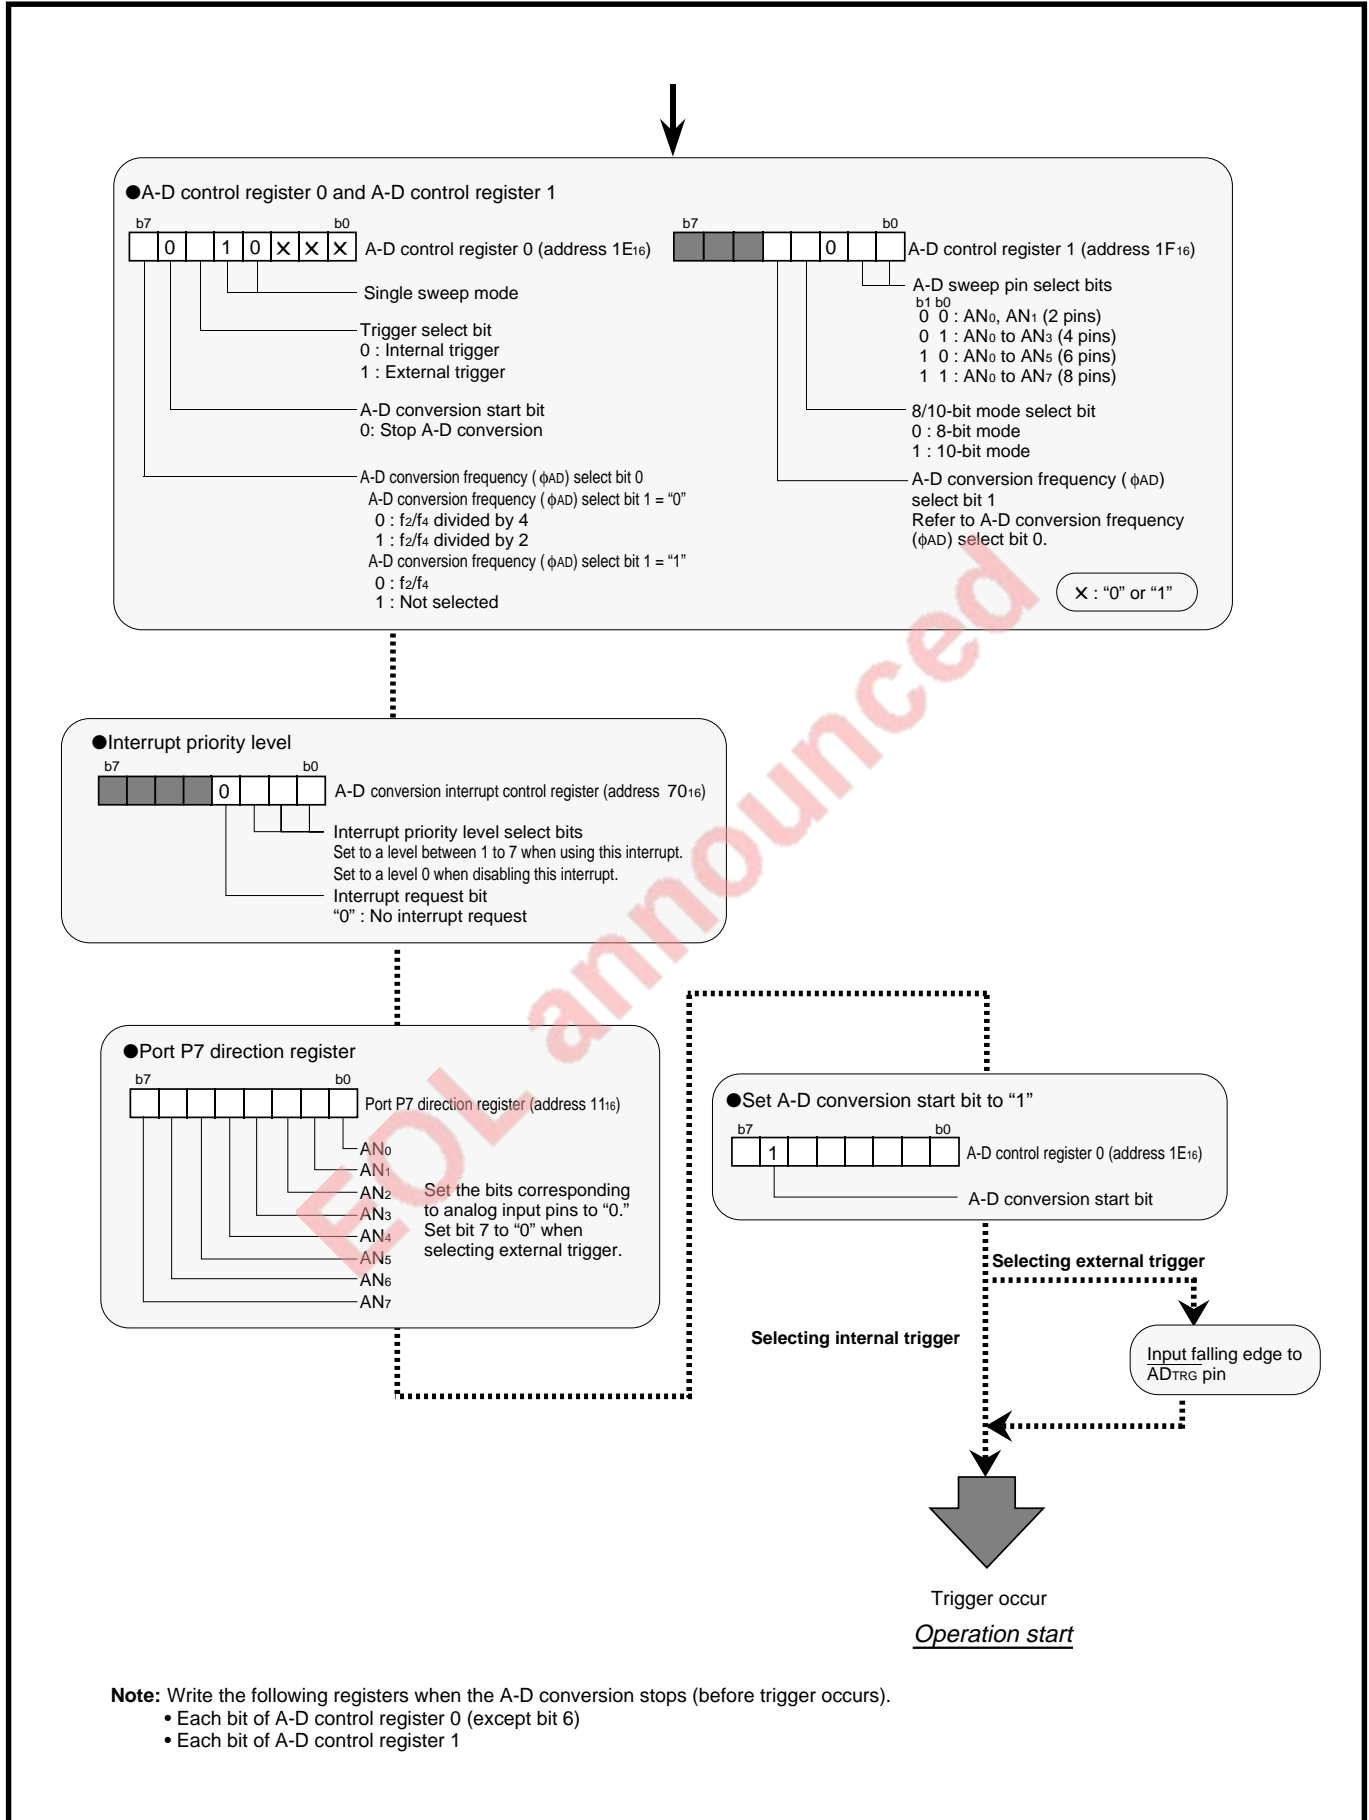 ●A-D control register 0 and A-D control register 1
b7 b0
0 1 0 × × × A-D control register 0 (address 1E16)
Single sweep mode
Trigger select bit
0 : Internal trigger
1 : External trigger
A-D conversion start bit
0: Stop A-D conversion
A-D conversion frequency (φAD) select bit 0
A-D conversion frequency (φAD) select bit 1 = “0”
0 : f2/f4 divided by 4
1 : f2/f4 divided by 2
A-D conversion frequency (φAD) select bit 1 = “1”
0 : f2/f4
1 : Not selected
b7 b0
0 A-D control register 1 (address 1F16)
A-D sweep pin select bits
b1 b0
0 0 : AN0, AN1 (2 pins)
0 1 : AN0 to AN3 (4 pins)
1 0 : AN0 to AN5 (6 pins)
1 1 : AN0 to AN7 (8 pins)
8/10-bit mode select bit
0 : 8-bit mode
1 : 10-bit mode
A-D conversion frequency (φAD)
select bit 1
Refer to A-D conversion frequency
(φAD) select bit 0.
× : “0” or “1”
●Interrupt priority level
b7 b0
0 A-D conversion interrupt control register (address 7016)
Interrupt priority level select bits
Set to a level between 1 to 7 when using this interrupt.
Set to a level 0 when disabling this interrupt.
Interrupt request bit
“0” : No interrupt request
●Port P7 direction register
b7 b0
Port P7 direction register (address 1116)
AN0
AN1
AN2
AN3
AN4
AN5
AN6
AN7
Set the bits corresponding
to analog input pins to “0.”
Set bit 7 to “0” when
selecting external trigger.
●Set A-D conversion start bit to “1”
b7 b0
1 A-D control register 0 (address 1E16)
A-D conversion start bit
Selecting external trigger
Selecting internal trigger
Input falling edge to
ADTRG pin
Trigger occur
Operation start
Note: Write the following registers when the A-D conversion stops (before trigger occurs).
• Each bit of A-D control register 0 (except bit 6)
• Each bit of A-D control register 1
EOL announced